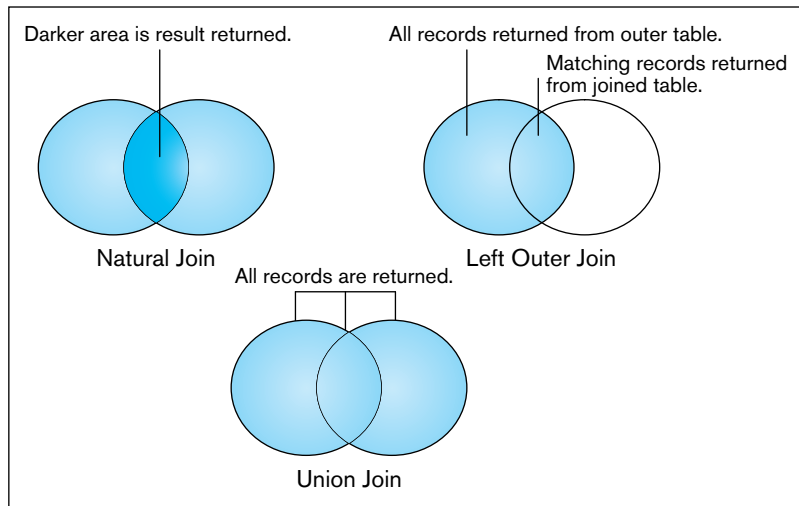 Darker area is result returned.
All records returned from outer table.
Matching records returned
from joined table.
Natural Join
Left Outer Join
All records are returned.
Union Join